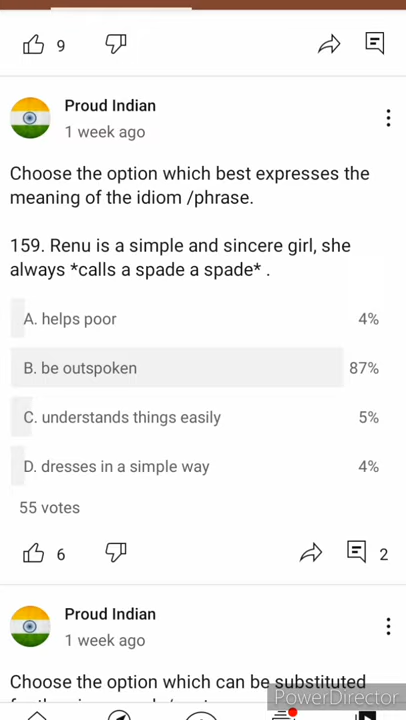 9
Proud Indian
1 week ago
Choose the option which best expresses the
meaning of the idiom /phrase.
159. Renu is a simple and sincere girl, she
always *calls a spade a spade* .
A. helps poor 4%
B. be outspoken 87%
C. understands things easily 5%
D. dresses in a simple way 4%
55 votes
6 2
Proud Indian
1 week ago
Choose the option which can be substituted
PowerDirector